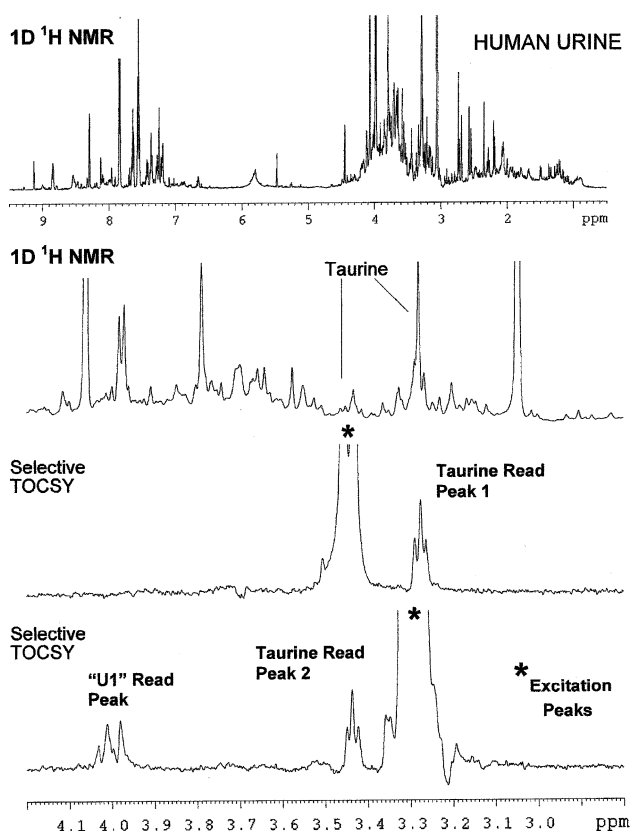 1D ¹H NMR
HUMAN URINE
9 8 7 6 5 4 3 2 ppm
1D ¹H NMR
Taurine
*
Selective
TOCSY
Taurine Read
Peak 1
*
Selective
TOCSY
"U1" Read
Peak
Taurine Read
Peak 2
* Excitation
Peaks
4.1 4.0 3.9 3.8 3.7 3.6 3.5 3.4 3.3 3.2 3.1 3.0 ppm